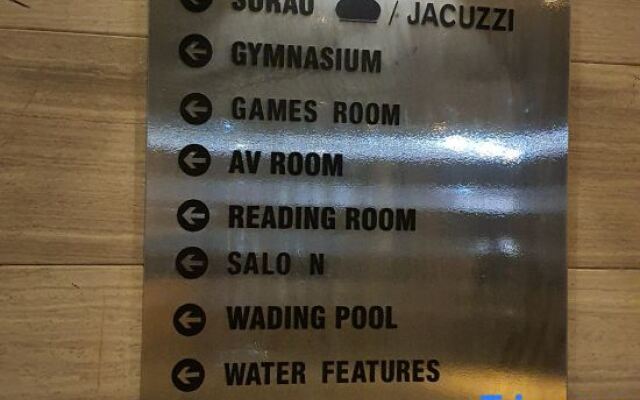 SURAU / JACUZZI
GYMNASIUM
GAMES ROOM
AV ROOM
READING ROOM
SALO N
WADING POOL
WATER FEATURES